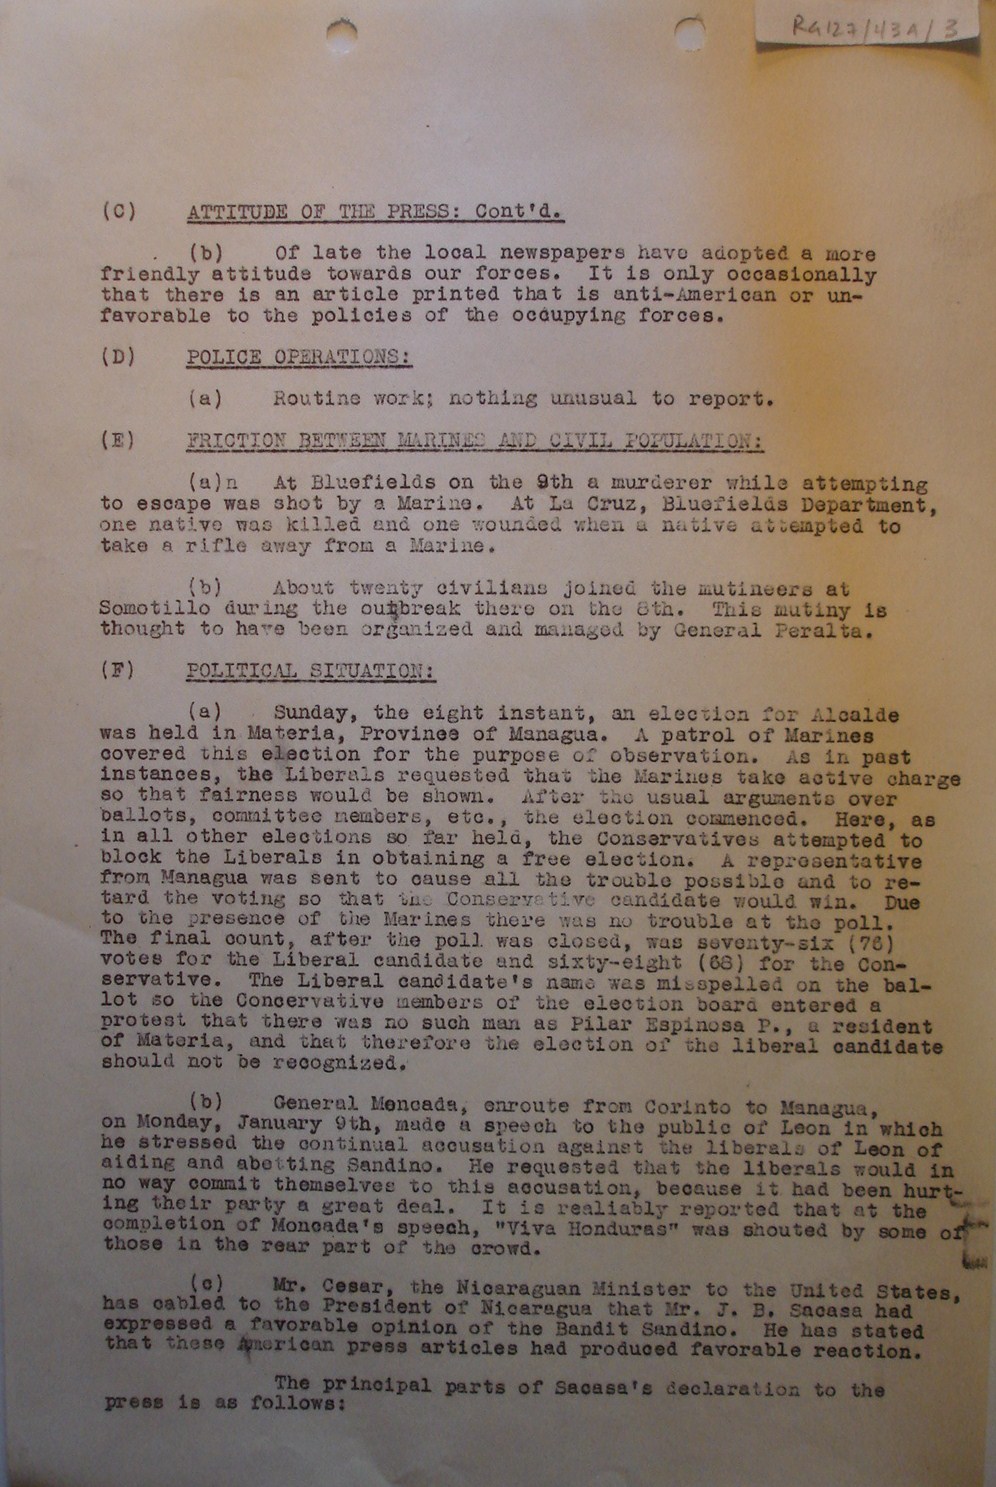 RG127/43A/3
(C) ATTITUDE OF THE PRESS: Cont'd.
(b) Of late the local newspapers have adopted a more
friendly attitude towards our forces. It is only occasionally
that there is an article printed that is anti-American or un-
favorable to the policies of the occupying forces.
(D) POLICE OPERATIONS:
(a) Routine work; nothing unusual to report.
(E) FRICTION BETWEEN MARINES AND CIVIL POPULATION:
(a)n At Bluefields on the 9th a murderer while attempting
to escape was shot by a Marine. At La Cruz, Bluefields Department,
one native was killed and one wounded when a native attempted to
take a rifle away from a Marine.
(b) About twenty civilians joined the mutineers at
Somotillo during the outbreak there on the 8th. This mutiny is
thought to have been organized and managed by General Peralta.
(F) POLITICAL SITUATION:
(a) Sunday, the eight instant, an election for Alcalde
was held in Materia, Province of Managua. A patrol of Marines
covered this election for the purpose of observation. As in past
instances, the Liberals requested that the Marines take active charge
so that fairness would be shown. After the usual arguments over
ballots, committee members, etc., the election commenced. Here, as
in all other elections so far held, the Conservatives attempted to
block the Liberals in obtaining a free election. A representative
from Managua was sent to cause all the trouble possible and to re-
tard the voting so that the Conservative candidate would win. Due
to the presence of the Marines there was no trouble at the poll.
The final count, after the poll was closed, was seventy-six (76)
votes for the Liberal candidate and sixty-eight (68) for the Con-
servative. The Liberal candidate's name was misspelled on the bal-
lot so the Concervative members of the election board entered a
protest that there was no such man as Pilar Espinosa P., a resident
of Materia, and that therefore the election of the liberal candidate
should not be recognized.
(b) General Moncada, enroute from Corinto to Managua,
on Monday, January 9th, made a speech to the public of Leon in which
he stressed the continual accusation against the liberals of Leon of
aiding and abetting Sandino. He requested that the liberals would in
no way commit themselves to this accusation, because it had been hurt-
ing their party a great deal. It is realiably reported that at the
completion of Moncada's speech, "Viva Honduras" was shouted by some of
those in the rear part of the crowd.
(c) Mr. Cesar, the Nicaraguan Minister to the United States,
has cabled to the President of Nicaragua that Mr. J. B. Sacasa had
expressed a favorable opinion of the Bandit Sandino. He has stated
that these American press articles had produced favorable reaction.
The principal parts of Sacasa's declaration to the
press is as follows: